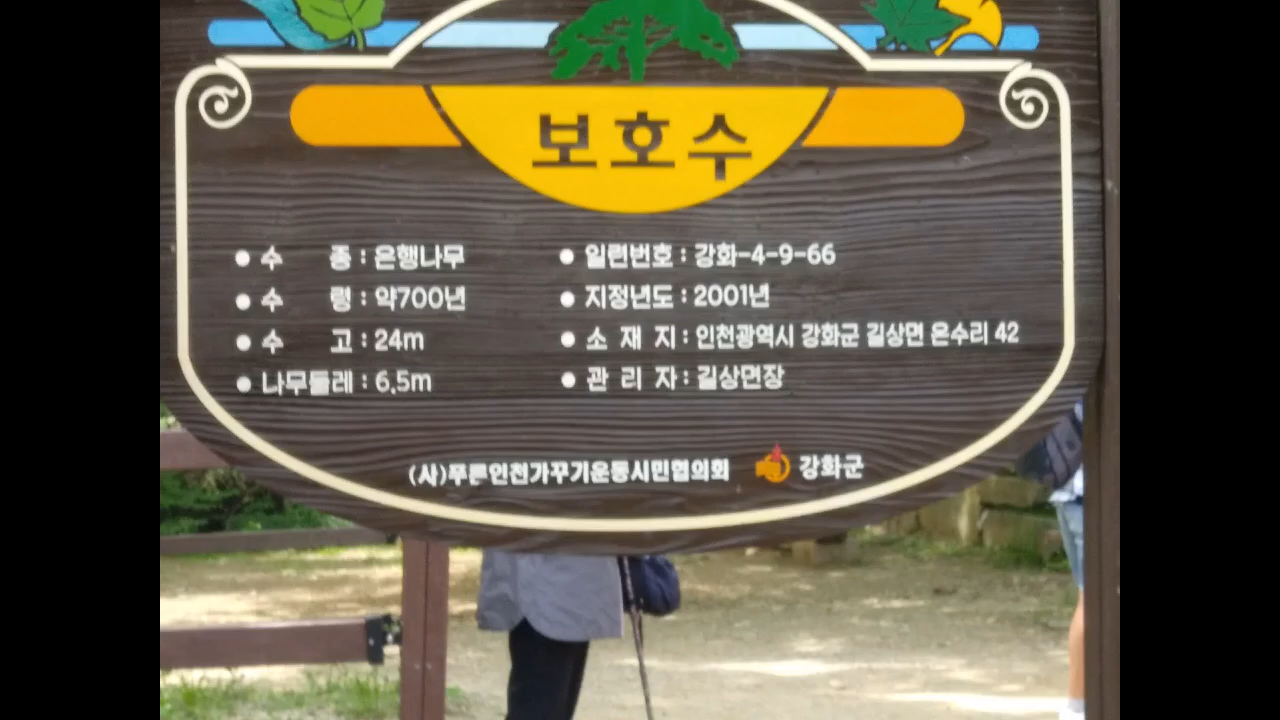 보호수
● 수 종 : 은행나무
● 수 령 : 약700년
● 수 고 : 24m
● 나무둘레 : 6.5m
● 일련번호 : 강화-4-9-66
● 지정년도 : 2001년
● 소 재 지 : 인천광역시 강화군 길상면 온수리 42
● 관 리 자 : 길상면장
(사)푸른인천가꾸기운동시민협의회 강화군